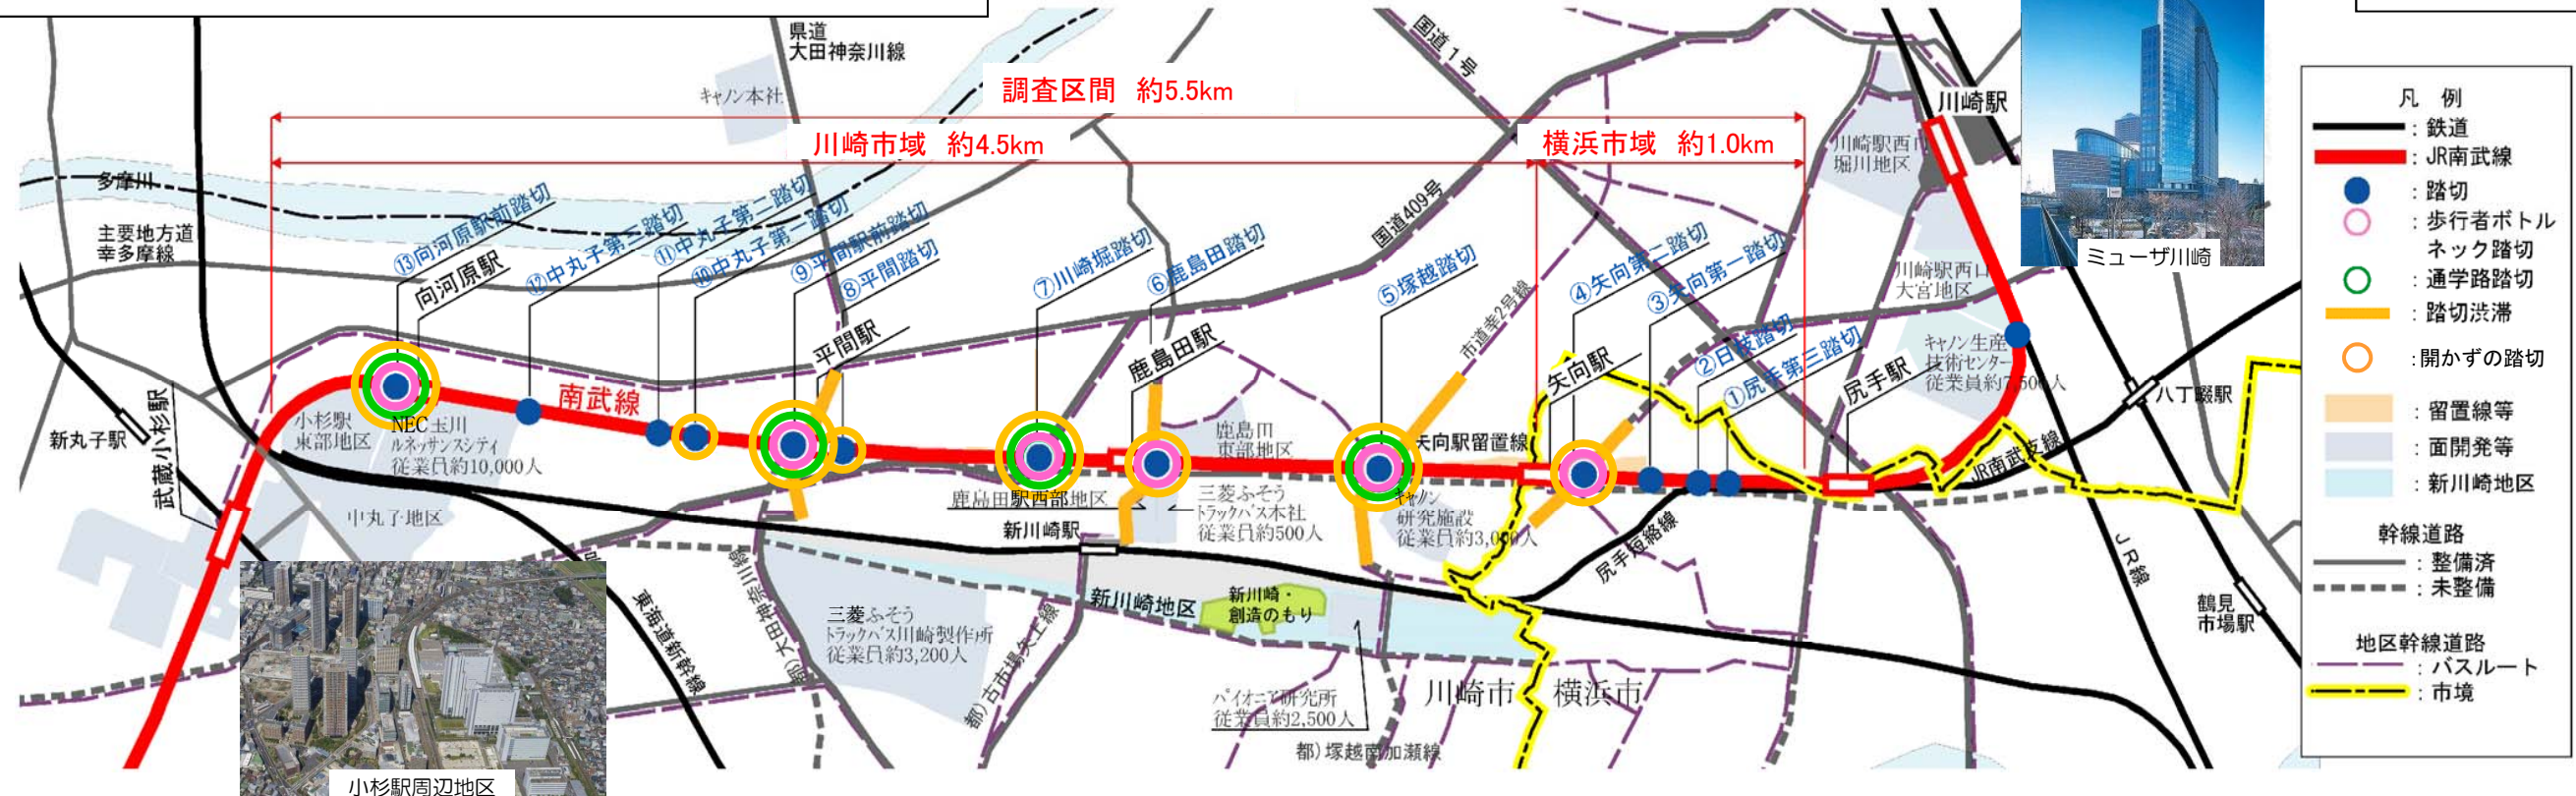 県道
大田神奈川線
キヤノン本社
調査区間 約5.5km
川崎市域 約4.5km
横浜市域 約1.0km
国道1号
国道409号
川崎駅
川崎駅西口
堀川地区
川崎駅西口
大宮地区
キヤノン生産
技術センター
従業員約7,500人
ミューザ川崎
多摩川
主要地方道
幸多摩線
⑬向河原駅前踏切
向河原駅
⑫中丸子第三踏切
⑪中丸子第二踏切
⑩中丸子第一踏切
⑨平間駅前踏切
⑧平間踏切
平間駅
⑦川崎堀踏切
⑥鹿島田踏切
鹿島田駅
⑤塚越踏切
市道幸2号線
④矢向第二踏切
③矢向第一踏切
矢向駅
②日枝踏切
①尻手第三踏切
尻手駅
八丁畷駅
JR南武支線
JR線
鶴見
市場駅
新丸子駅
武蔵小杉駅
小杉駅
東部地区
NEC玉川
ルネッサンスシティ
従業員約10,000人
南武線
中丸子地区
鹿島田
東部地区
矢向駅留置線
鹿島田駅西部地区
三菱ふそう
トラックバス本社
従業員約500人
キヤノン
研究施設
従業員約3,000人
新川崎駅
尻手短絡線
東海道新幹線
都)大田神奈川線
三菱ふそう
トラックバス川崎製作所
従業員約3,200人
都)古市場矢上線
新川崎地区
新川崎・
創造のもり
パイオニア研究所
従業員約2,500人
川崎市
横浜市
都)塚越南加瀬線
小杉駅周辺地区
凡 例
：鉄道
：JR南武線
：踏切
：歩行者ボトル
ネック踏切
：通学路踏切
：踏切渋滞
：開かずの踏切
：留置線等
：面開発等
：新川崎地区
幹線道路
：整備済
：未整備
地区幹線道路
：バスルート
：市境